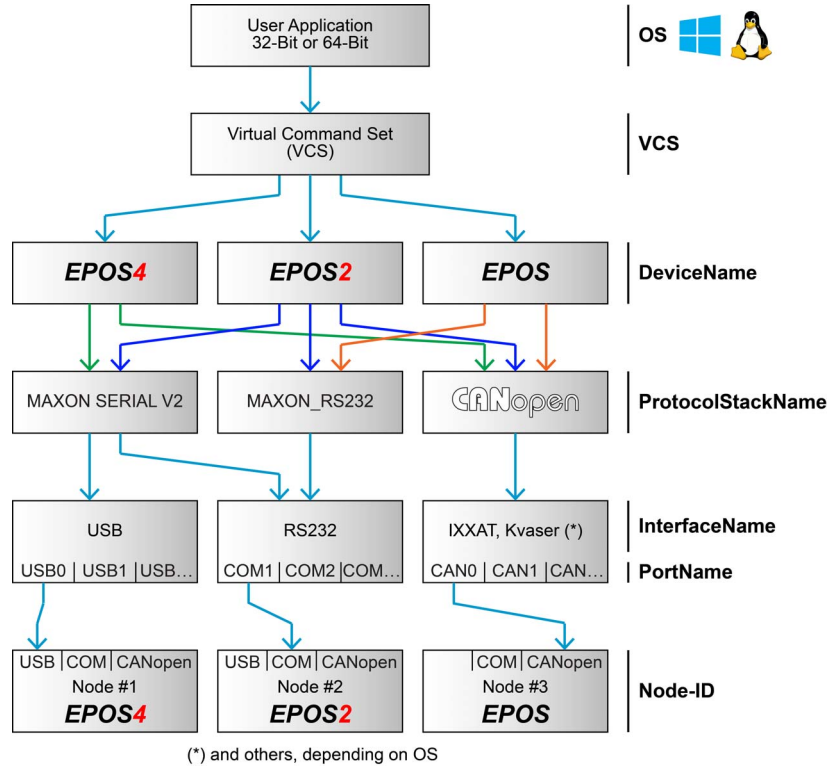 User Application
32-Bit or 64-Bit
OS
Virtual Command Set
(VCS)
VCS
EPOS4
EPOS2
EPOS
DeviceName
MAXON SERIAL V2
MAXON_RS232
CANopen
ProtocolStackName
USB
RS232
IXXAT, Kvaser (*)
InterfaceName
USB0 USB1 USB...
COM1 COM2 COM...
CAN0 CAN1 CAN...
PortName
USB COM CANopen
Node #1
EPOS4
USB COM CANopen
Node #2
EPOS2
COM CANopen
Node #3
EPOS
Node-ID
(*) and others, depending on OS